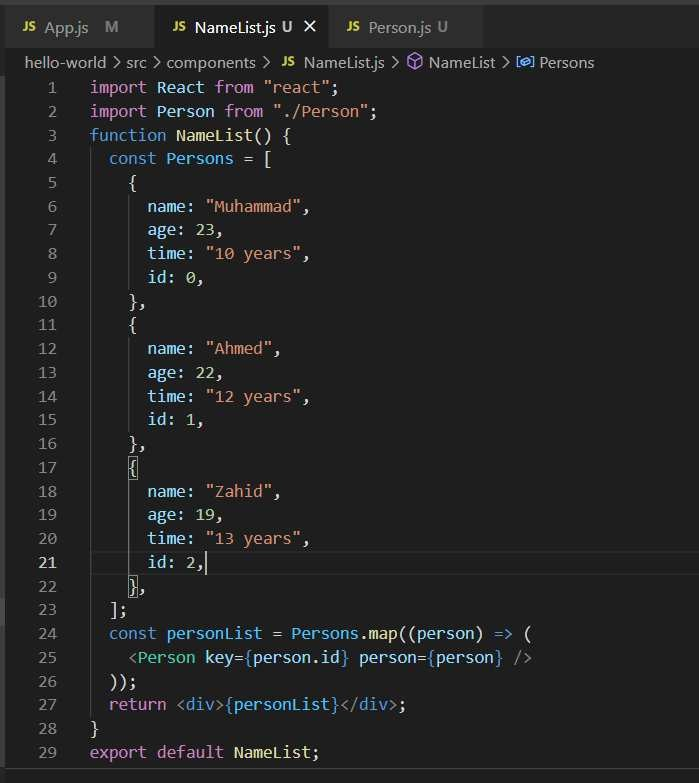 JS App.js M JS NameList.js U × JS Person.js U
hello-world > src > components > JS NameList.js > NameList > Persons
1 import React from "react";
2 import Person from "./Person";
3 function NameList() {
4 const Persons = [
5 {
6 name: "Muhammad",
7 age: 23,
8 time: "10 years",
9 id: 0,
10 },
11 {
12 name: "Ahmed",
13 age: 22,
14 time: "12 years",
15 id: 1,
16 },
17 {
18 name: "Zahid",
19 age: 19,
20 time: "13 years",
21 id: 2,
22 },
23 ];
24 const personList = Persons.map((person) => (
25 <Person key={person.id} person={person} />
26 ));
27 return <div>{personList}</div>;
28 }
29 export default NameList;